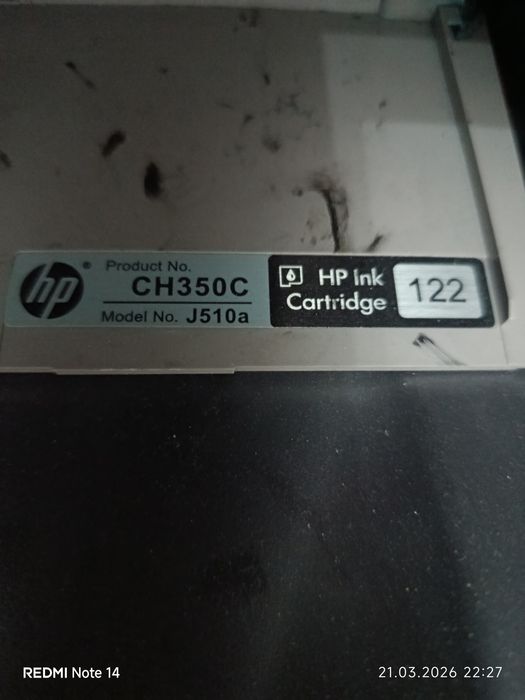 hp®
Product No.
CH350C
Model No. J510a
HP Ink
Cartridge
122
REDMI Note 14
21.03.2026 22:27